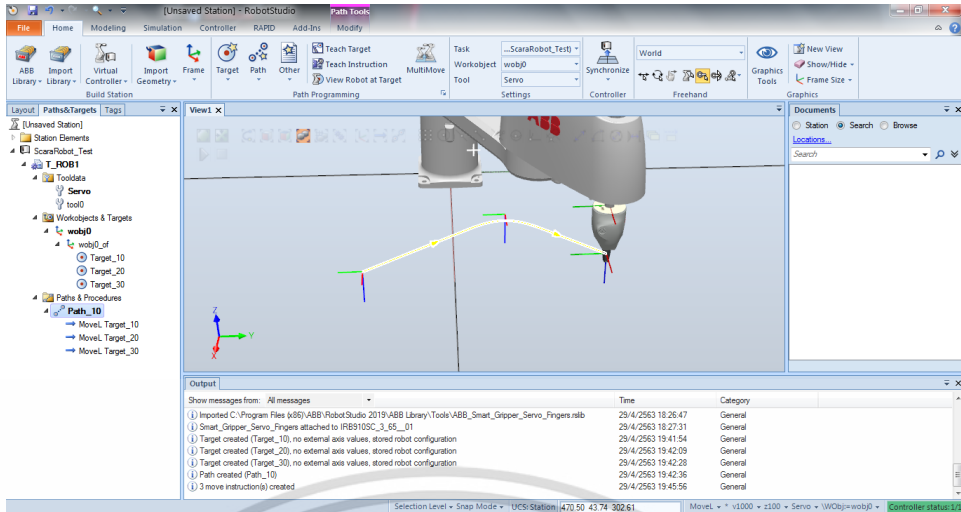 [Unsaved Station] - RobotStudio
Path Tools
File Home Modeling Simulation Controller RAPID Add-Ins Modify
ABB Library
Import Library
Virtual Controller
Import Geometry
Build Station
Frame
Target
Path
Other
Teach Target
Teach Instruction
View Robot at Target
MultiMove
Path Programming
Task ...ScaraRobot_Test)
Workobject wobj0
Tool Servo
Settings
Synchronize
Controller
World
Freehand
Graphics Tools
New View
Show/Hide
Frame Size
Graphics
Layout Paths&Targets Tags
[Unsaved Station]
Station Elements
ScaraRobot_Test
T_ROB1
Tooldata
Servo
tool0
Workobjects & Targets
wobj0
wobj0_of
Target_10
Target_20
Target_30
Paths & Procedures
Path_10
MoveL Target_10
MoveL Target_20
MoveL Target_30
View1
ABB
Z
Y
X
Documents
Station Search Browse
Locations...
Search
Output
Show messages from: All messages Time Category
Imported C:\Program Files (x86)\ABB\RobotStudio 2019\ABB Library\Tools\ABB_Smart_Gripper_Servo_Fingers.rslib 29/4/2563 18:26:47 General
Smart_Gripper_Servo_Fingers attached to IRB910SC_3_65__01 29/4/2563 18:27:31 General
Target created (Target_10), no external axis values, stored robot configuration 29/4/2563 19:41:54 General
Target created (Target_20), no external axis values, stored robot configuration 29/4/2563 19:42:09 General
Target created (Target_30), no external axis values, stored robot configuration 29/4/2563 19:42:28 General
Path created (Path_10) 29/4/2563 19:42:36 General
3 move instruction(s) created 29/4/2563 19:45:56 General
Selection Level Snap Mode UCS: Station 470.50 43.74 302.61 MoveL * v1000 z100 Servo \WObj:=wobj0 Controller status: 1/1